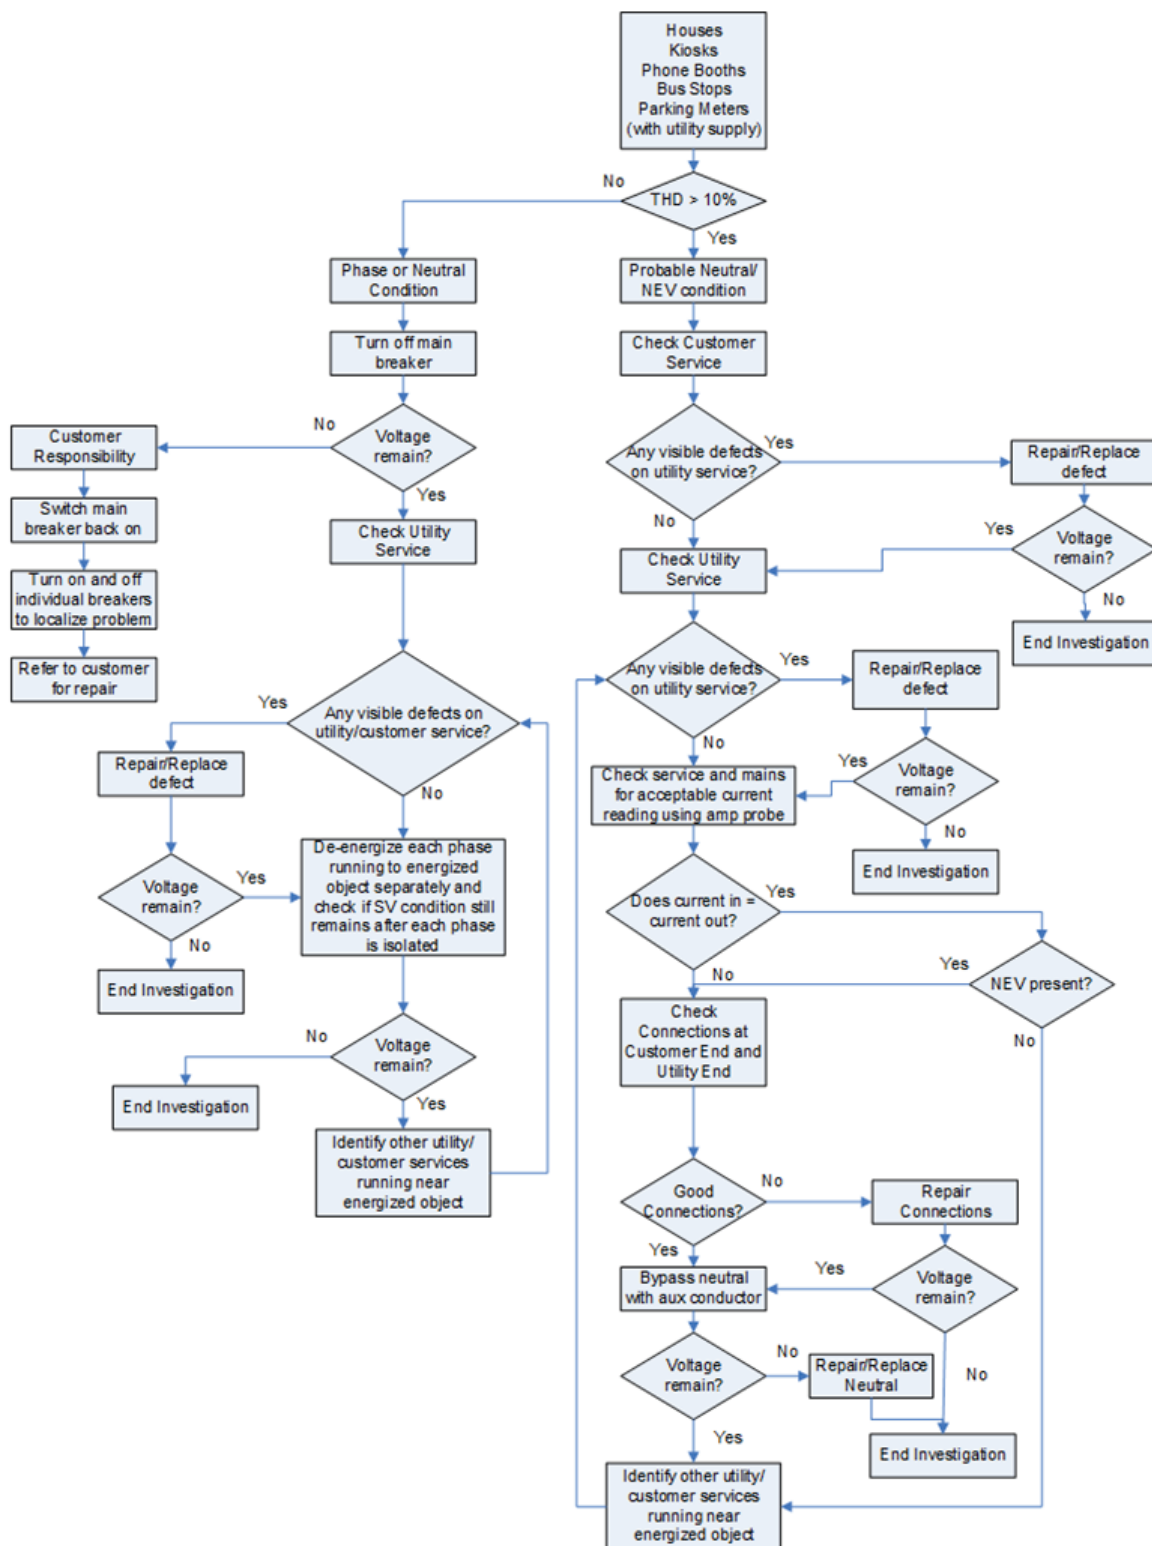 Houses
Kiosks
Phone Booths
Bus Stops
Parking Meters
(with utility supply)
No
THD > 10%
Yes
Phase or Neutral
Condition
Probable Neutral/
NEV condition
Turn off main
breaker
Check Customer
Service
No
Customer
Responsibility
Voltage
remain?
Yes
Any visible defects
on utility service?
Yes
Repair/Replace
defect
Switch main
breaker back on
Check Utility
Service
No
Yes
Voltage
remain?
Check Utility
Service
Turn on and off
individual breakers
to localize problem
No
End Investigation
Refer to customer
for repair
Any visible defects
on utility service?
Yes
Repair/Replace
defect
Yes
Any visible defects on
utility/customer service?
No
Repair/Replace
defect
No
Check service and mains
for acceptable current
reading using amp probe
Yes
Voltage
remain?
No
End Investigation
De-energize each phase
running to energized
object separately and
check if SV condition still
remains after each phase
is isolated
Voltage
remain?
Yes
No
End Investigation
Does current in =
current out?
Yes
No
Yes
NEV present?
No
Check
Connections at
Customer End and
Utility End
No
Voltage
remain?
End Investigation
Yes
Identify other utility/
customer services
running near
energized object
Good
Connections?
No
Repair
Connections
Yes
Bypass neutral
with aux conductor
Yes
Voltage
remain?
Voltage
remain?
No
Repair/Replace
Neutral
No
Yes
End Investigation
Identify other utility/
customer services
running near
energized object